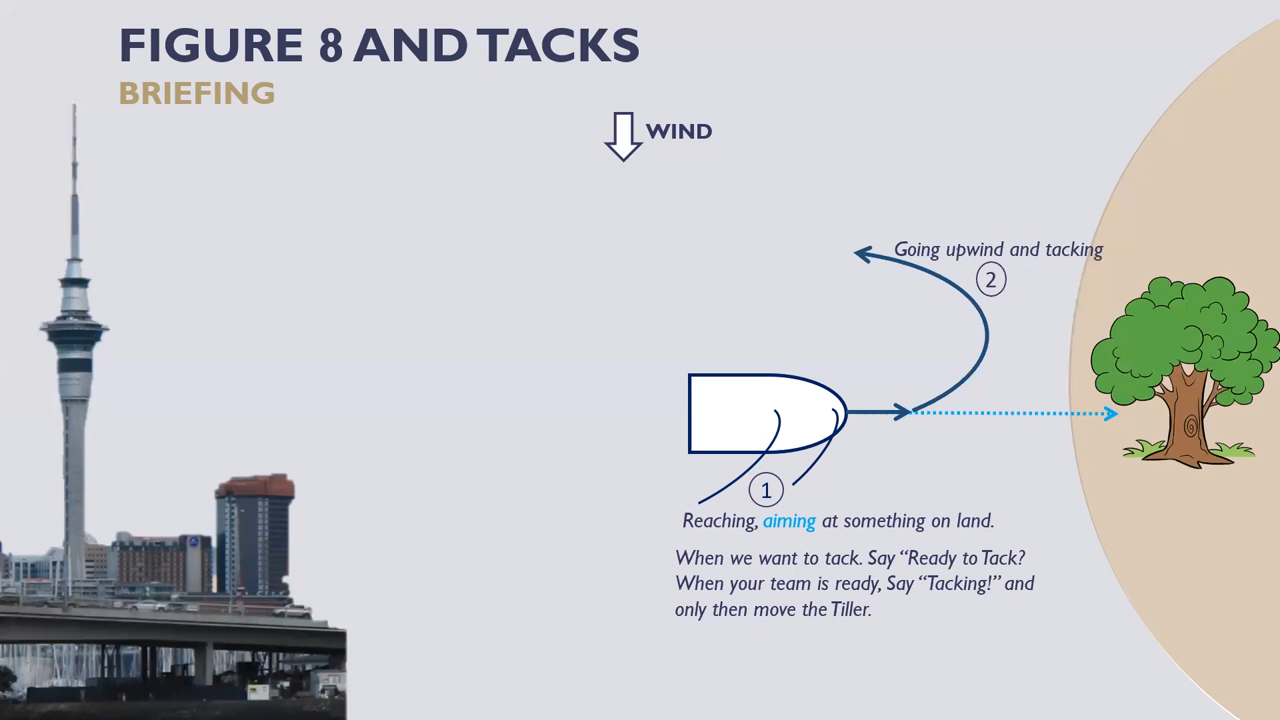 FIGURE 8 AND TACKS
BRIEFING
WIND
Going upwind and tacking
2
1
Reaching, aiming at something on land.
When we want to tack. Say “Ready to Tack?
When your team is ready, Say “Tacking!” and
only then move the Tiller.